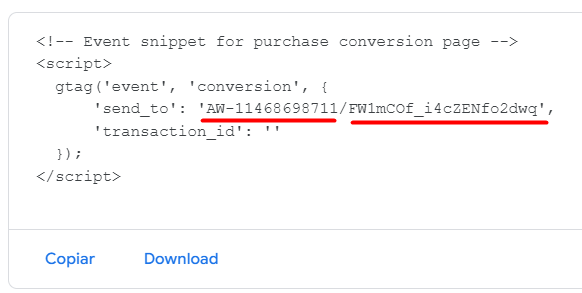 <!-- Event snippet for purchase conversion page -->
<script>
  gtag('event', 'conversion', {
      'send_to': 'AW-11468698711/FW1mCOf_i4cZENfo2dwq',
      'transaction_id': ''
  });
</script>
Copiar Download